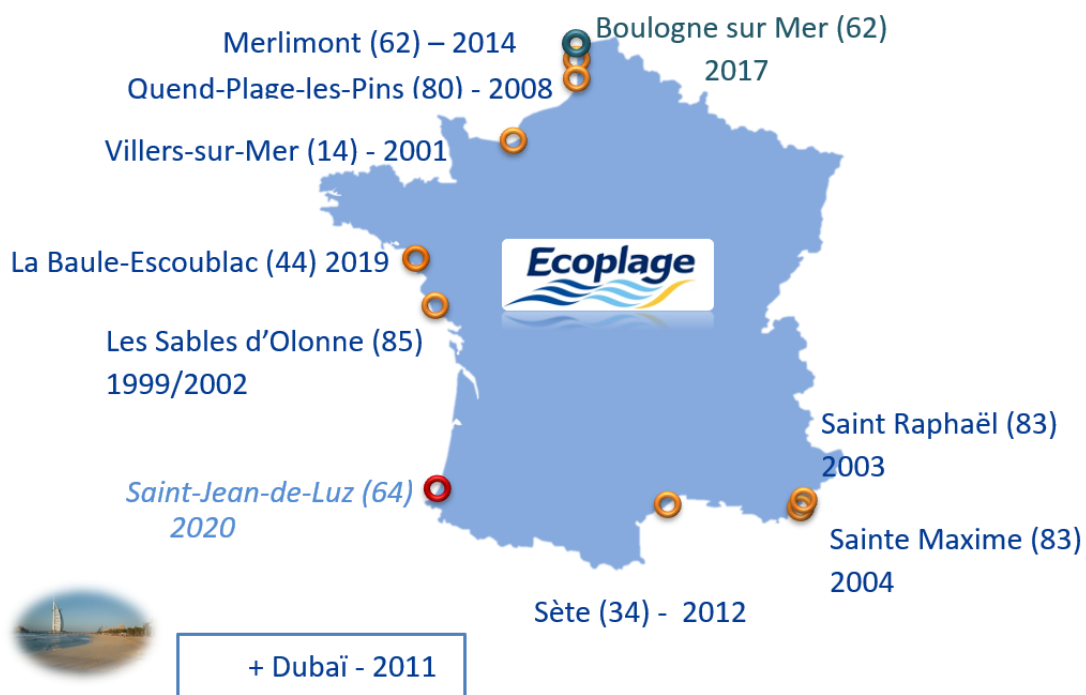 Merlimont (62) – 2014
Boulogne sur Mer (62)
2017
Quend-Plage-les-Pins (80) - 2008
Villers-sur-Mer (14) - 2001
La Baule-Escoublac (44) 2019
Ecoplage
Les Sables d’Olonne (85)
1999/2002
Saint Raphaël (83)
2003
Saint-Jean-de-Luz (64)
2020
Sainte Maxime (83)
2004
Sète (34) - 2012
+ Dubaï - 2011